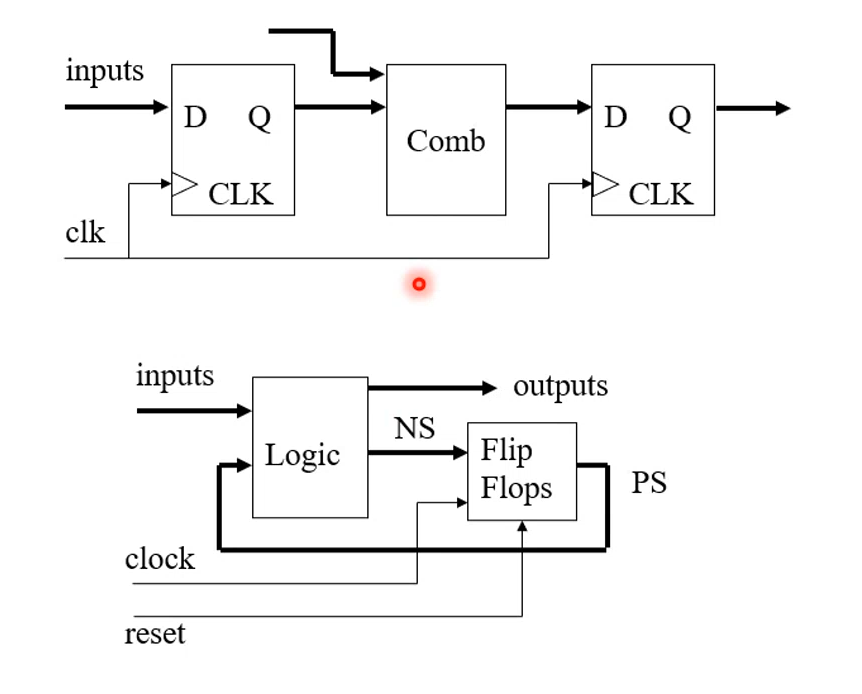 inputs
D Q
Comb
D Q
CLK
CLK
clk
inputs
outputs
NS
Logic
Flip
Flops
PS
clock
reset